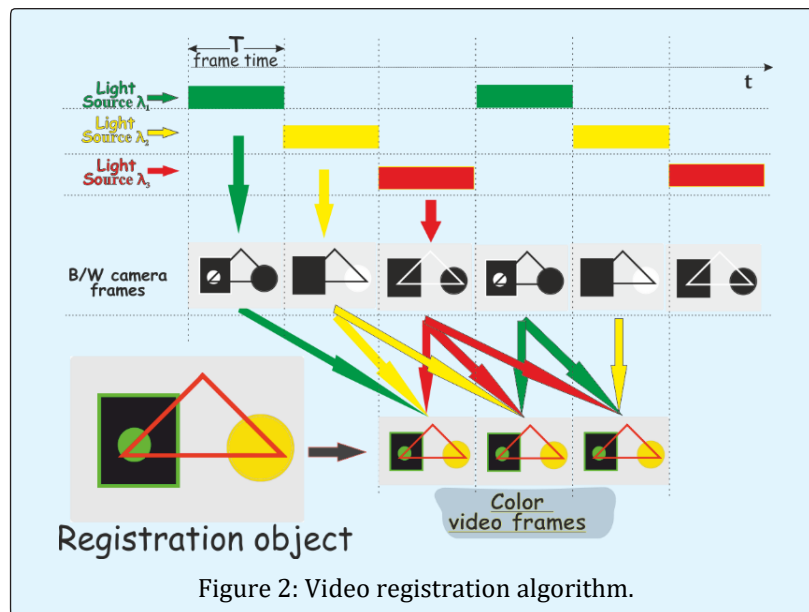 T
frame time
t
Light
Source λ₁
Light
Source λ₂
Light
Source λ₃
B/W camera
frames
Registration object
Color
video frames
Figure 2: Video registration algorithm.